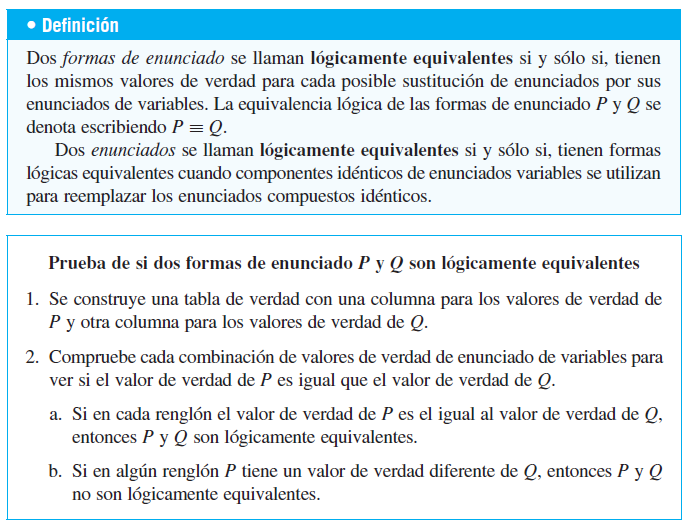 • Definición
Dos formas de enunciado se llaman lógicamente equivalentes si y sólo si, tienen
los mismos valores de verdad para cada posible sustitución de enunciados por sus
enunciados de variables. La equivalencia lógica de las formas de enunciado P y Q se
denota escribiendo P ≡ Q.
Dos enunciados se llaman lógicamente equivalentes si y sólo si, tienen formas
lógicas equivalentes cuando componentes idénticos de enunciados variables se utilizan
para reemplazar los enunciados compuestos idénticos.
Prueba de si dos formas de enunciado P y Q son lógicamente equivalentes
1. Se construye una tabla de verdad con una columna para los valores de verdad de
P y otra columna para los valores de verdad de Q.
2. Compruebe cada combinación de valores de verdad de enunciado de variables para
ver si el valor de verdad de P es igual que el valor de verdad de Q.
a. Si en cada renglón el valor de verdad de P es el igual al valor de verdad de Q,
entonces P y Q son lógicamente equivalentes.
b. Si en algún renglón P tiene un valor de verdad diferente de Q, entonces P y Q
no son lógicamente equivalentes.